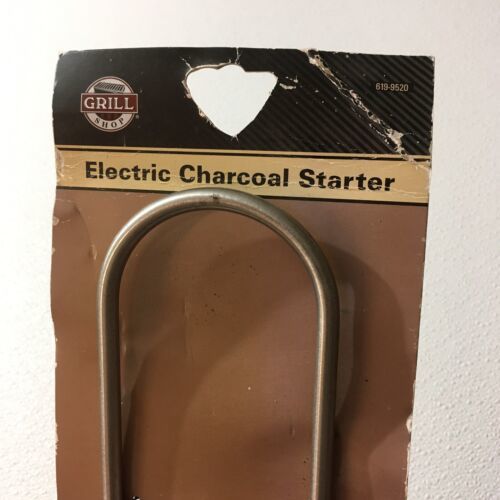 GRILL
SHOP
619-9520
Electric Charcoal Starter